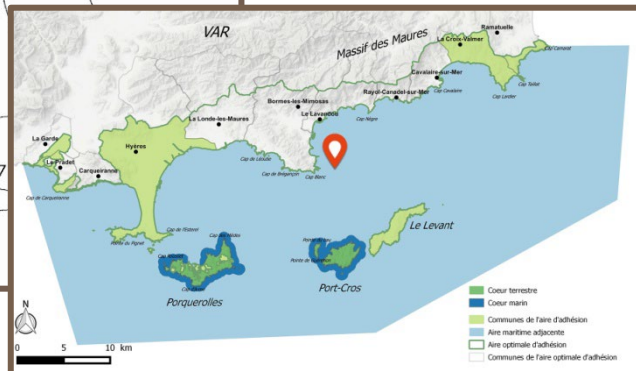 VAR
Massif des Maures
Ramatuelle
La Croix-Valmer
Cap Camarat
Cavalaire-sur-Mer
Cap Taillat
Cap Lardier
Cap Cavalaire
Rayol-Canadel-sur-Mer
Bormes-les-Mimosas
Le Lavandou
Cap Nègre
La Londe-les-Maures
La Garde
Hyères
Le Pradet
Carqueiranne
Cap de Carqueiranne
Cap de Léoube
Cap de Brégançon
Cap Blanc
Cap de l'Estérel
Pointe du Pignet
Le Levant
Porquerolles
Port-Cros
N
0 5 10 km
Coeur terrestre
Coeur marin
Communes de l'aire d'adhésion
Aire maritime adjacente
Aire optimale d'adhésion
Communes de l'aire optimale d'adhésion